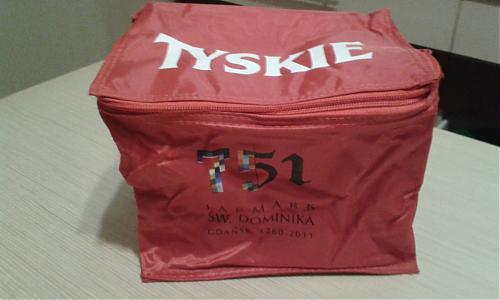 TYSKIE
751
JARMARK
ŚW. DOMINIKA
GDAŃSK 1260-2011